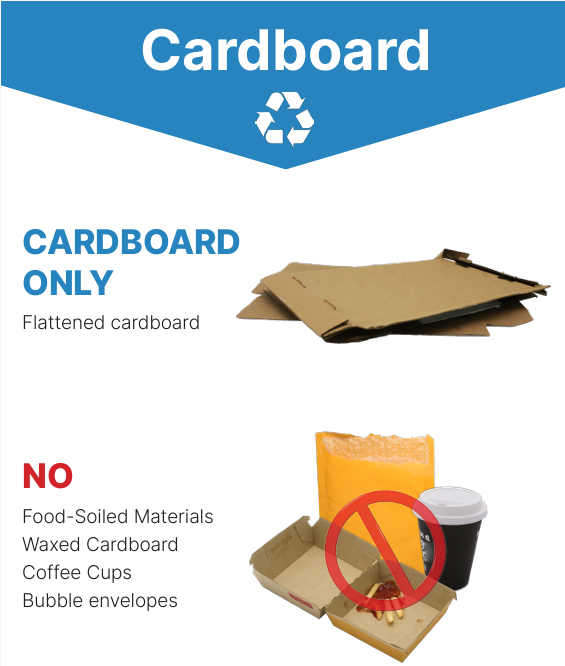 Cardboard
CARDBOARD
ONLY
Flattened cardboard
NO
Food-Soiled Materials
Waxed Cardboard
Coffee Cups
Bubble envelopes